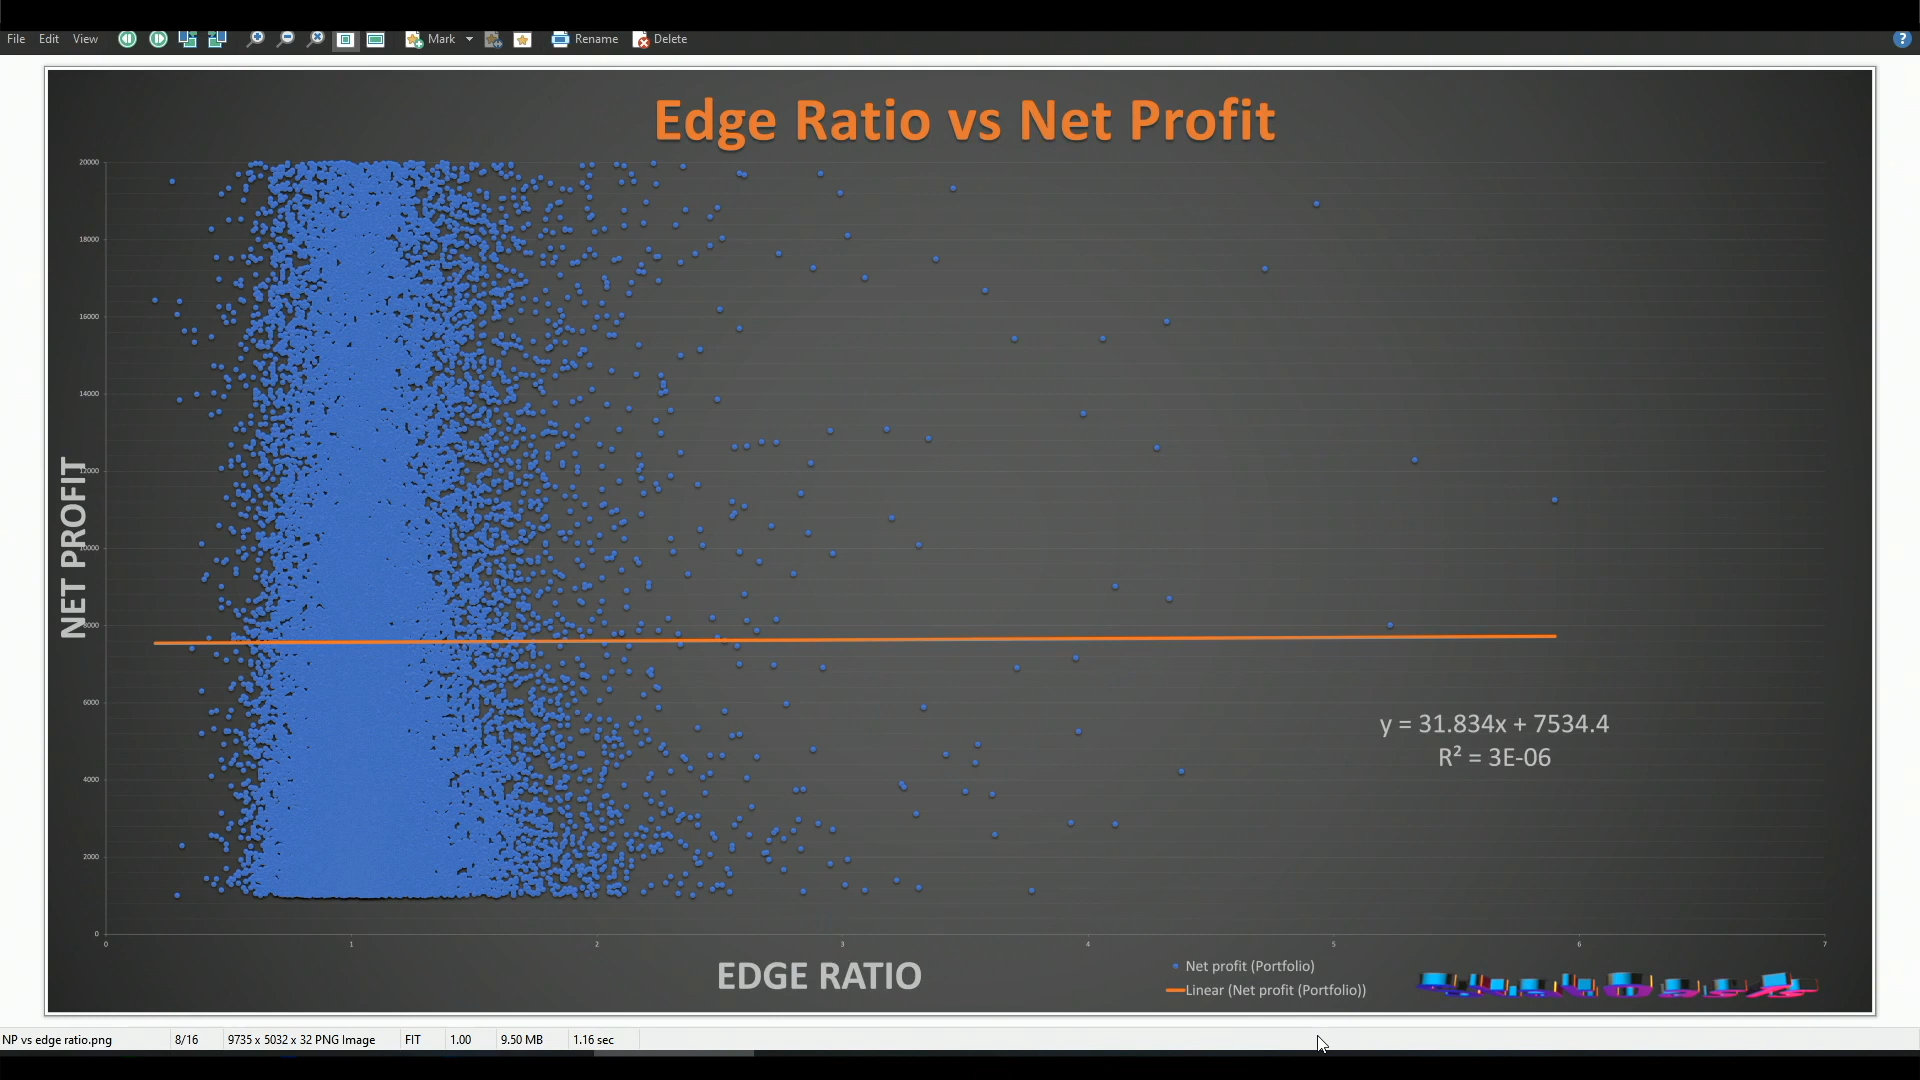 File Edit View Mark Rename Delete ?
Edge Ratio vs Net Profit
20000
18000
16000
14000
12000
10000
8000
6000
4000
2000
0
NET PROFIT
y = 31.834x + 7534.4
R² = 3E-06
0 1 2 3 4 5 6 7
EDGE RATIO
Net profit (Portfolio)
Linear (Net profit (Portfolio))
NP vs edge ratio.png 8/16 9735 x 5032 x 32 PNG Image FIT 1.00 9.50 MB 1.16 sec